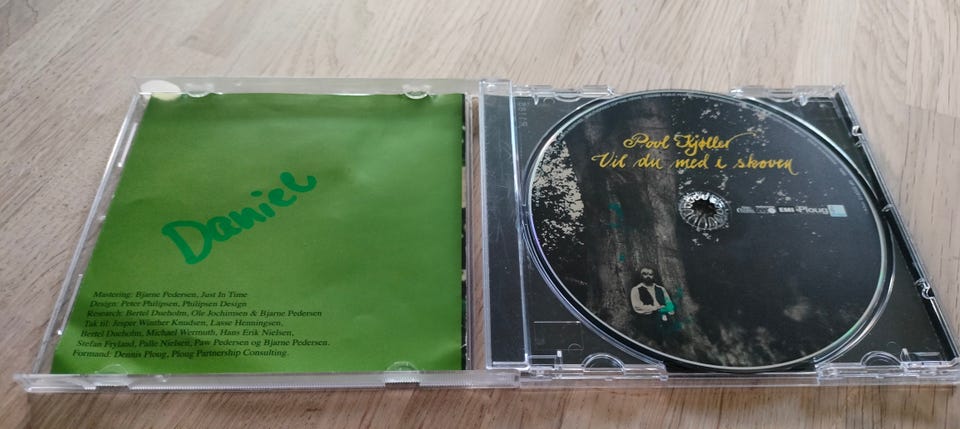 Daniel
Mastering: Bjarne Pedersen, Just In Time
Design: Peter Philipsen, Philipsen Design
Research: Bertel Dueholm, Ole Jochimsen & Bjarne Pedersen
Tak til: Jesper Winther Knudsen, Lasse Henningsen,
Bertel Dueholm, Michael Wermuth, Hans Erik Nielsen,
Stefan Fryland, Palle Nielsen, Paw Pedersen og Bjarne Pedersen.
Formand: Dennis Ploug, Ploug Partnership Consulting.
Povl Kjøller
Vil du med i skoven
EMI Ploug